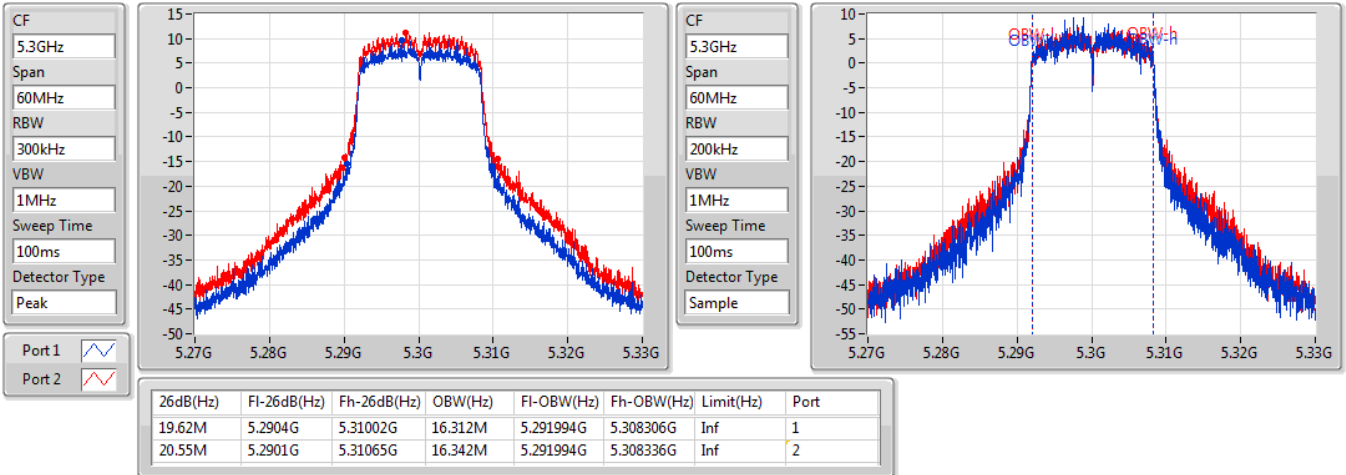 CF
5.3GHz
Span
60MHz
RBW
300kHz
VBW
1MHz
Sweep Time
100ms
Detector Type
Peak
Port 1
Port 2
15
10
5
0
-5
-10
-15
-20
-25
-30
-35
-40
-45
-50
5.27G 5.28G 5.29G 5.3G 5.31G 5.32G 5.33G
CF
5.3GHz
Span
60MHz
RBW
200kHz
VBW
1MHz
Sweep Time
100ms
Detector Type
Sample
10
5
0
-5
-10
-15
-20
-25
-30
-35
-40
-45
-50
-55
OBW-l OBW-h
OBW-l OBW-h
5.27G 5.28G 5.29G 5.3G 5.31G 5.32G 5.33G
26dB(Hz) Fl-26dB(Hz) Fh-26dB(Hz) OBW(Hz) Fl-OBW(Hz) Fh-OBW(Hz) Limit(Hz) Port
19.62M 5.2904G 5.31002G 16.312M 5.291994G 5.308306G Inf 1
20.55M 5.2901G 5.31065G 16.342M 5.291994G 5.308336G Inf 2